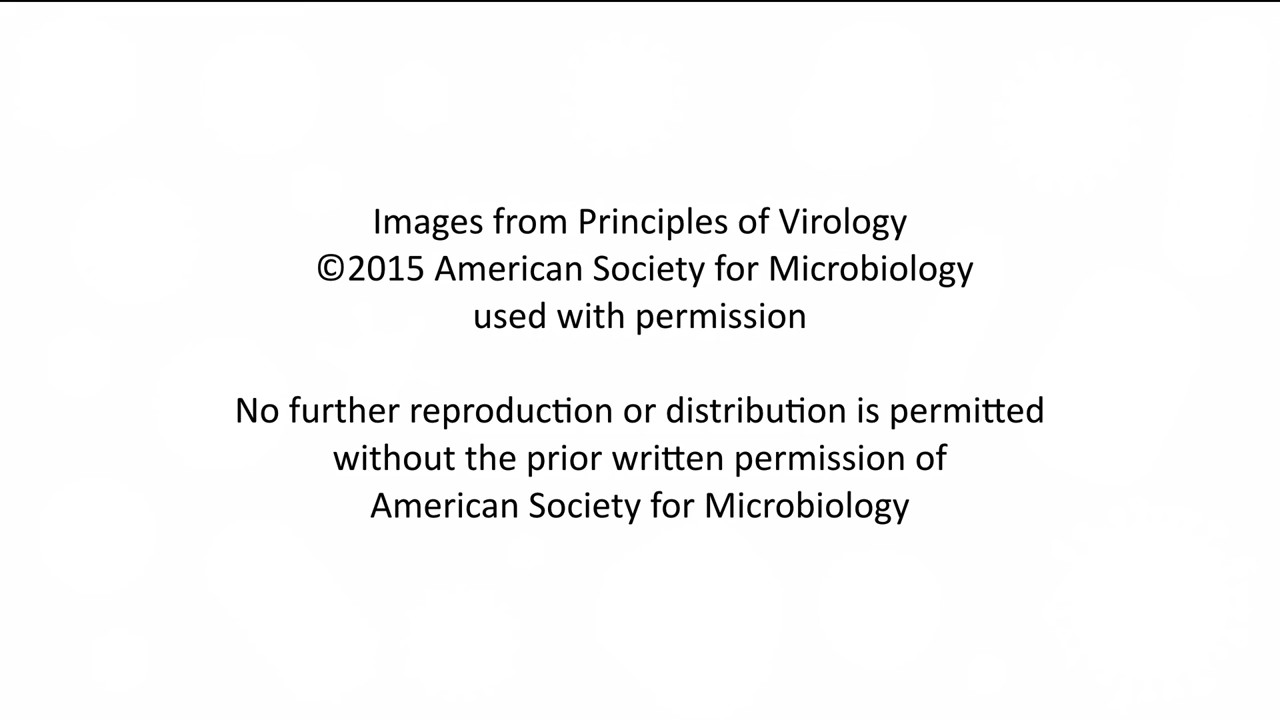 Images from Principles of Virology
©2015 American Society for Microbiology
used with permission
No further reproduction or distribution is permitted
without the prior written permission of
American Society for Microbiology